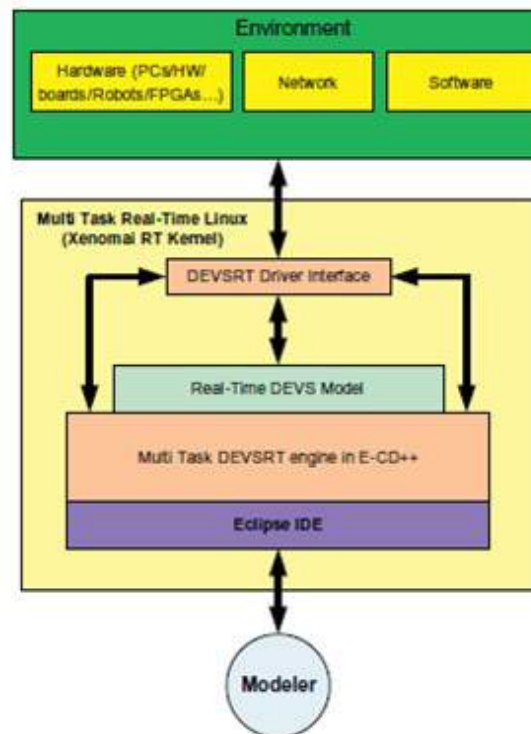 Environment
Hardware (PCs/HW/
boards/Robots/FPGAs...)
Network
Software
Multi Task Real-Time Linux
(Xenomai RT Kernel)
DEVSRT Driver Interface
Real-Time DEVS Model
Multi Task DEVSRT engine in E-CD++
Eclipse IDE
Modeler